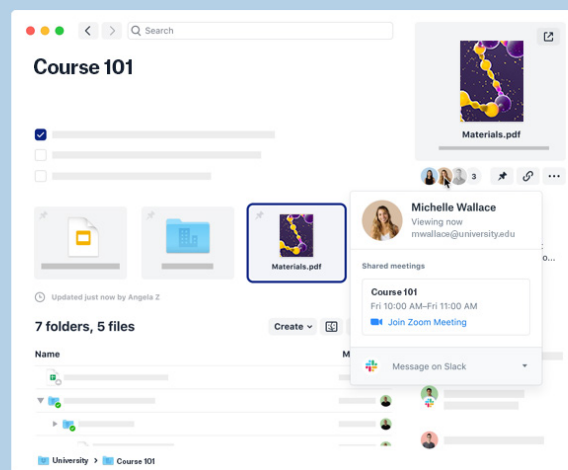 Search
Course 101
Materials.pdf
3
Michelle Wallace
Viewing now
mwallace@university.edu
Shared meetings
Course 101
Fri 10:00 AM–Fri 11:00 AM
Join Zoom Meeting
Message on Slack
Materials.pdf
Updated just now by Angela Z
7 folders, 5 files
Create
Name
M
o...
University > Course 101